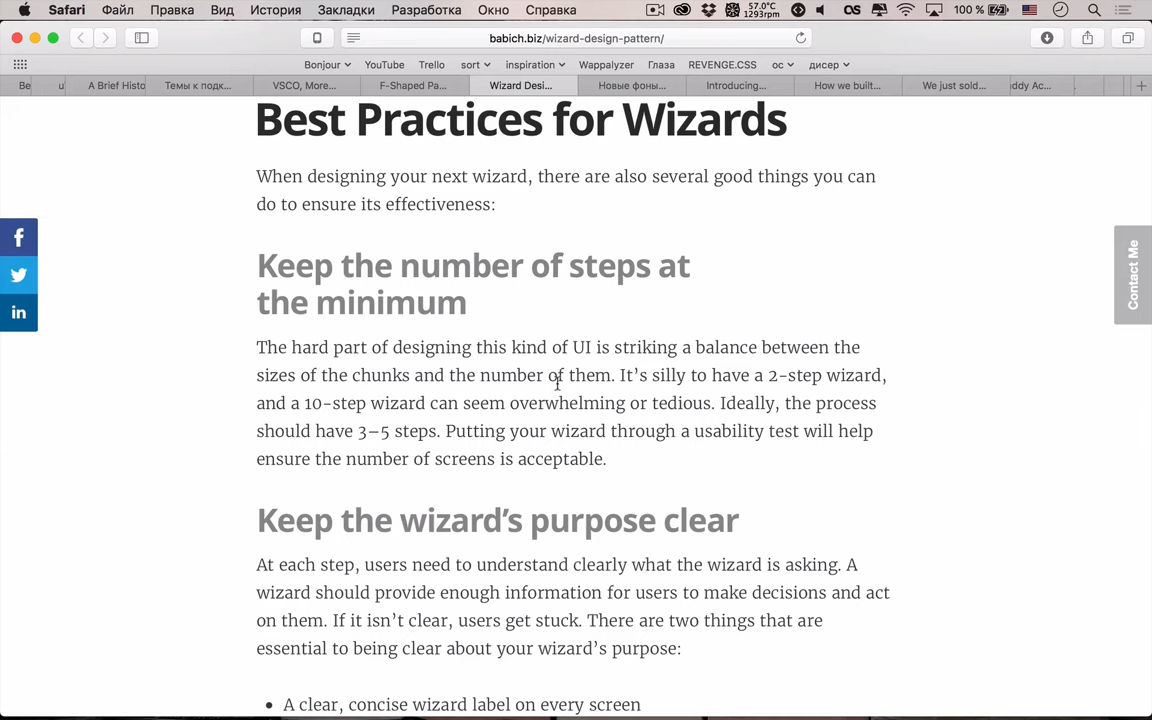 Safari Файл Правка Вид История Закладки Разработка Окно Справка 57.0°C 1293rpm 100 %
babich.biz/wizard-design-pattern/
Bonjour YouTube Trello sort inspiration Wappalyzer Глаза REVENGE.CSS ос дисер
Be u A Brief Histo Темы к подк... VSCO, More... F-Shaped Pa... Wizard Desi... Новые фоны... Introducing... How we built... We just sold... ddy Ac...
Best Practices for Wizards
When designing your next wizard, there are also several good things you can
do to ensure its effectiveness:
Keep the number of steps at
the minimum
The hard part of designing this kind of UI is striking a balance between the
sizes of the chunks and the number of them. It’s silly to have a 2-step wizard,
and a 10-step wizard can seem overwhelming or tedious. Ideally, the process
should have 3–5 steps. Putting your wizard through a usability test will help
ensure the number of screens is acceptable.
Keep the wizard’s purpose clear
At each step, users need to understand clearly what the wizard is asking. A
wizard should provide enough information for users to make decisions and act
on them. If it isn’t clear, users get stuck. There are two things that are
essential to being clear about your wizard’s purpose:
• A clear, concise wizard label on every screen
Contact Me